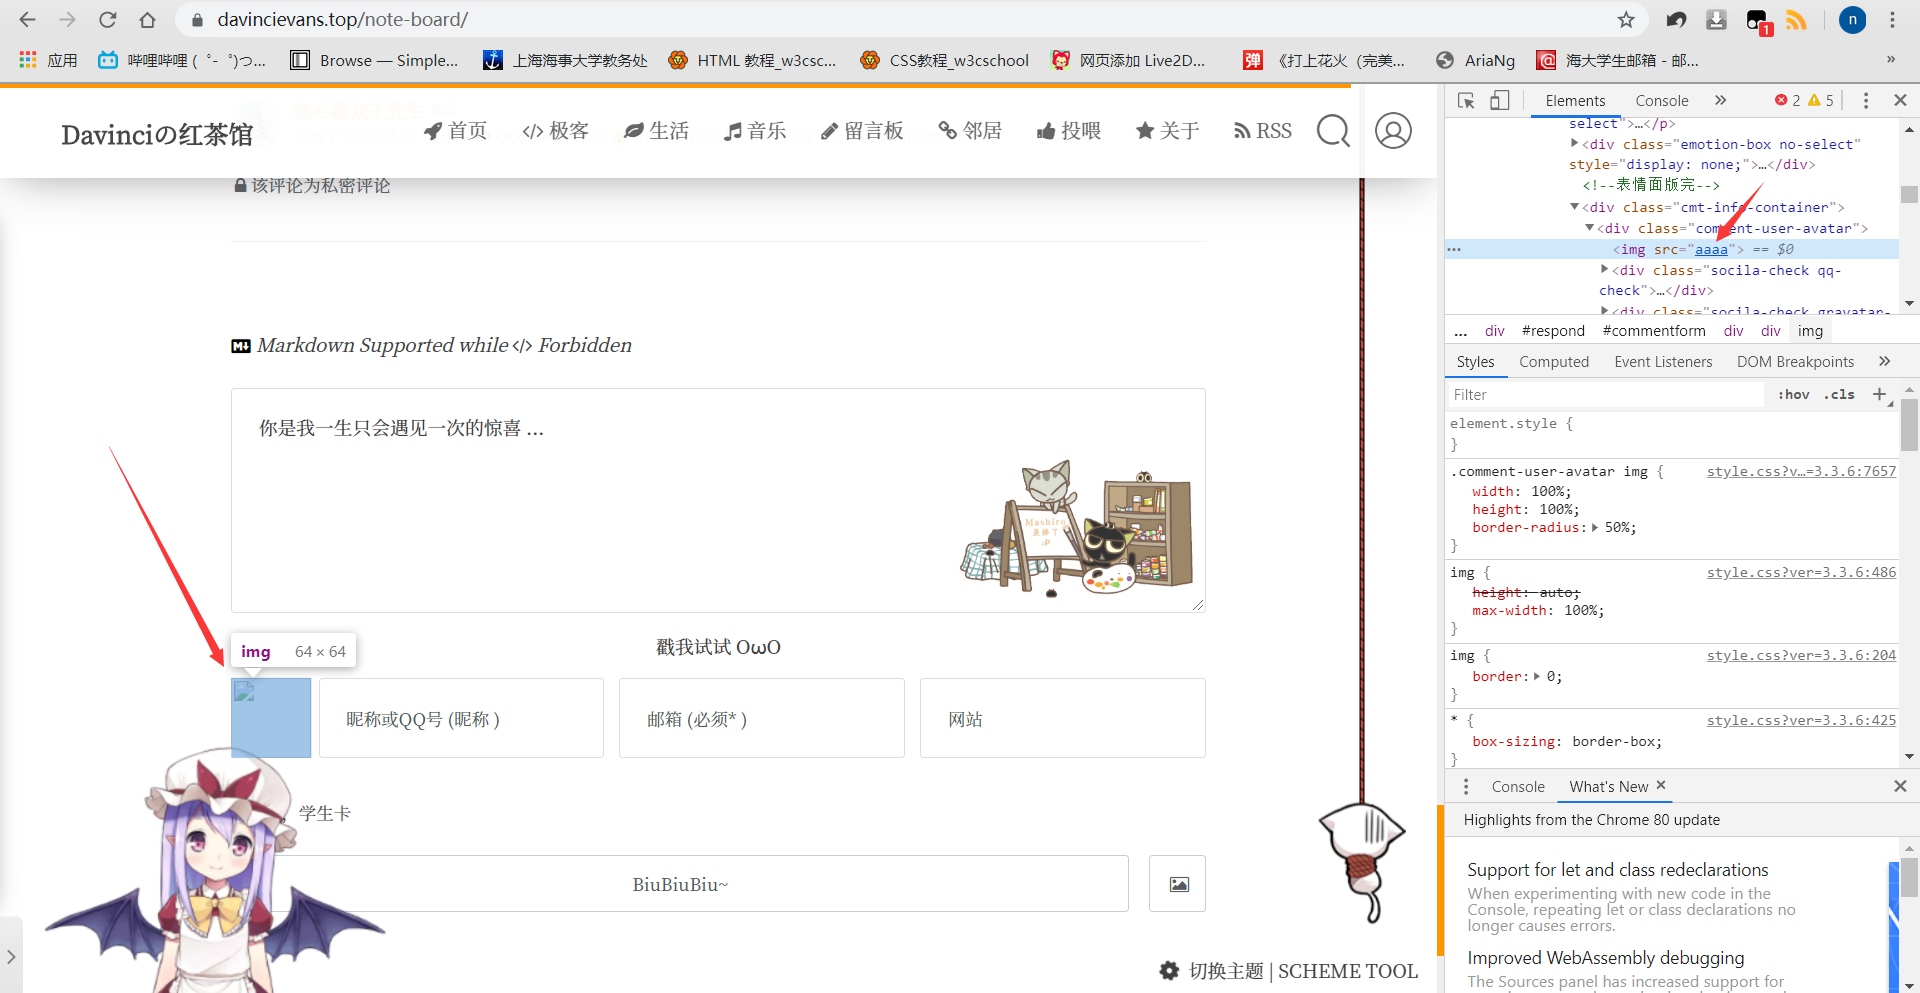 davincievans.top/note-board/
n
1
应用
哔哩哔哩 (゜-゜)つ...
Browse — Simple...
上海海事大学教务处
HTML 教程_w3csc...
CSS教程_w3cschool
网页添加 Live2D...
弹
《打上花火（完美...
AriaNg
海大学生邮箱 - 邮...
»
Davinciの红茶馆
首页
</> 极客
生活
音乐
留言板
邻居
投喂
关于
RSS
该评论为私密评论
Markdown Supported while </> Forbidden
你是我一生只会遇见一次的惊喜 ...
Mashiro
最棒了
:P
img 64 × 64
戳我试试 OωO
昵称或QQ号 (昵称 )
邮箱 (必须* )
网站
学生卡
BiuBiuBiu~
切换主题 | SCHEME TOOL
Elements
Console
»
2
5
select">…</p>
<div class="emotion-box no-select"
style="display: none;">…</div>
<!--表情面版完-->
<div class="cmt-info-container">
<div class="comment-user-avatar">
<img src="aaaa"> == $0
<div class="socila-check qq-
check">…</div>
<div class="socila-check gravatar-
... div #respond #commentform div div img
Styles Computed Event Listeners DOM Breakpoints »
Filter
:hov .cls +
element.style {
}
.comment-user-avatar img { style.css?v…=3.3.6:7657
width: 100%;
height: 100%;
border-radius: 50%;
}
img { style.css?ver=3.3.6:486
height: auto;
max-width: 100%;
}
img { style.css?ver=3.3.6:204
border: 0;
}
* { style.css?ver=3.3.6:425
box-sizing: border-box;
}
Console What's New
Highlights from the Chrome 80 update
Support for let and class redeclarations
When experimenting with new code in the
Console, repeating let or class declarations no
longer causes errors.
Improved WebAssembly debugging
The Sources panel has increased support for